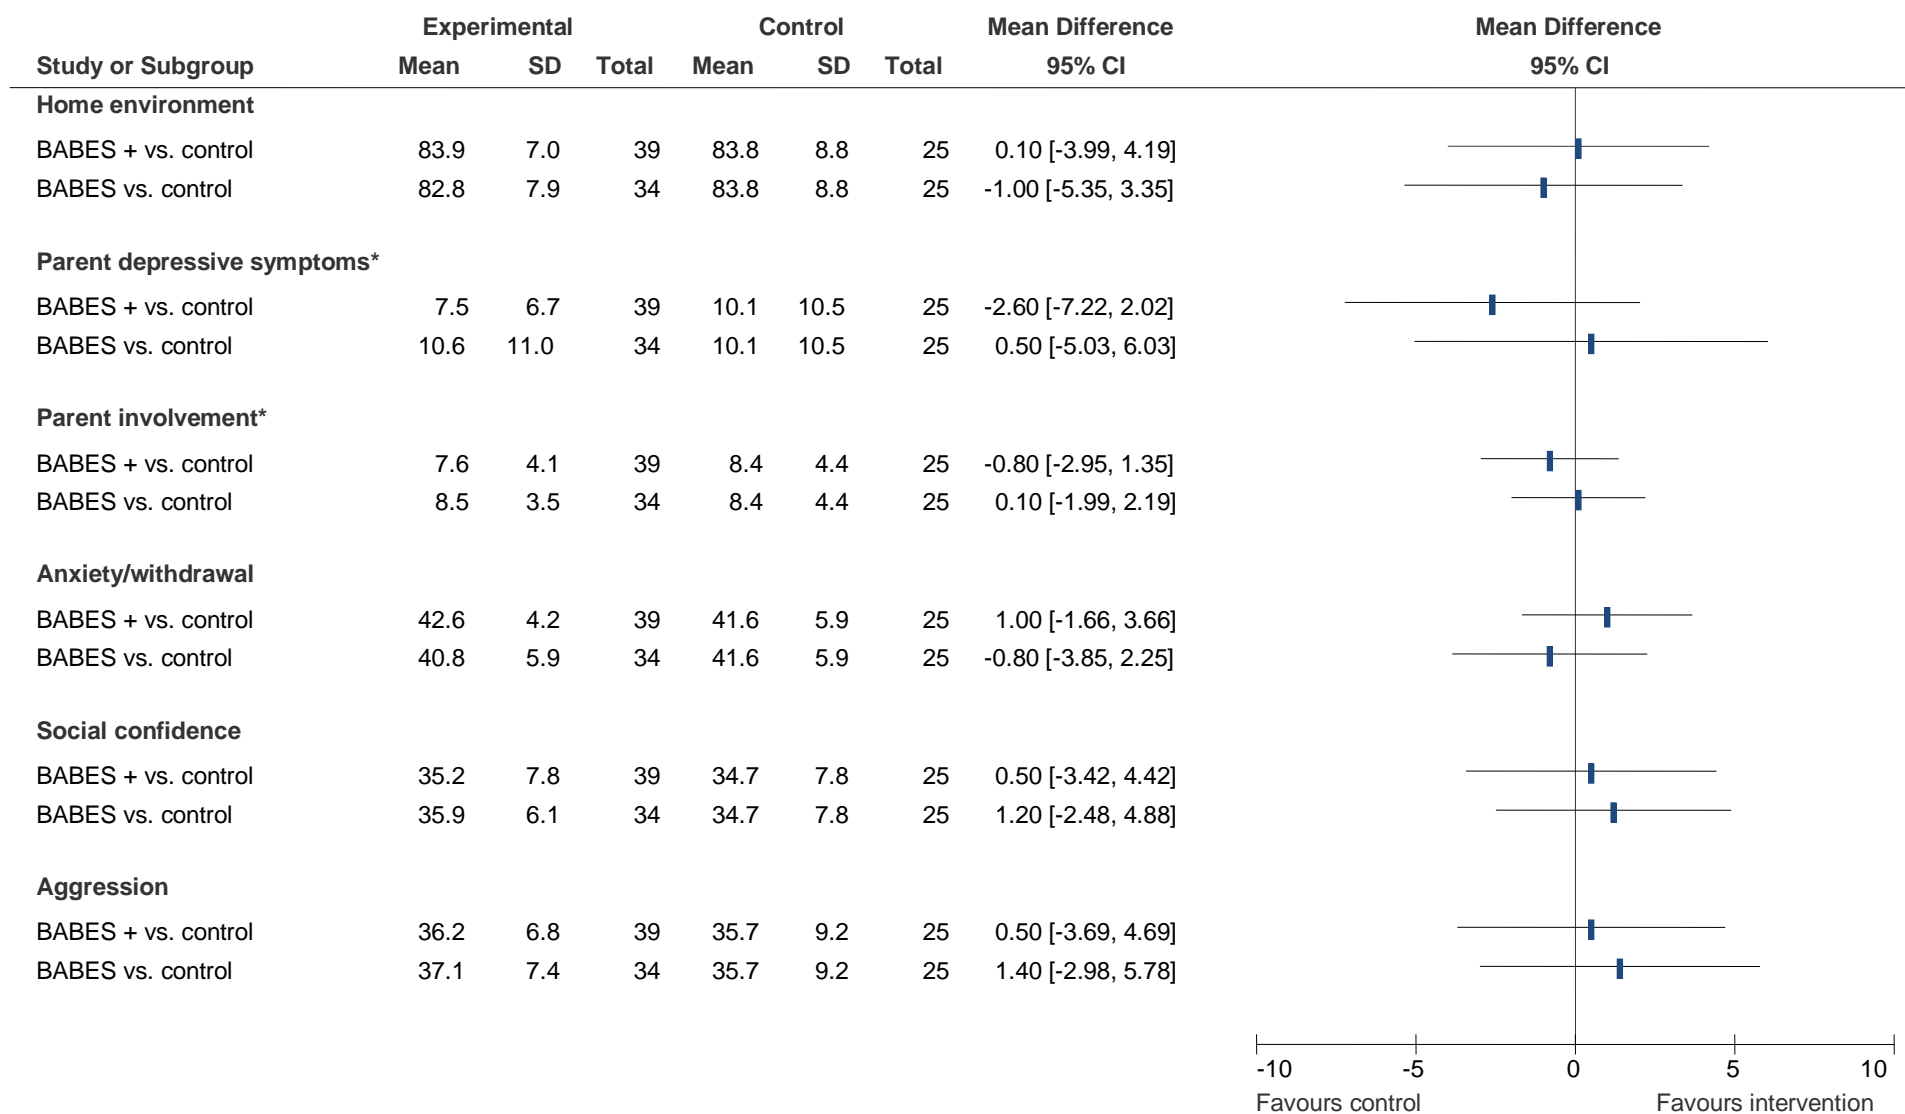 Experimental Control Mean Difference Mean Difference
Study or Subgroup Mean SD Total Mean SD Total 95% CI 95% CI
Home environment
BABES + vs. control 83.9 7.0 39 83.8 8.8 25 0.10 [-3.99, 4.19]
BABES vs. control 82.8 7.9 34 83.8 8.8 25 -1.00 [-5.35, 3.35]
Parent depressive symptoms*
BABES + vs. control 7.5 6.7 39 10.1 10.5 25 -2.60 [-7.22, 2.02]
BABES vs. control 10.6 11.0 34 10.1 10.5 25 0.50 [-5.03, 6.03]
Parent involvement*
BABES + vs. control 7.6 4.1 39 8.4 4.4 25 -0.80 [-2.95, 1.35]
BABES vs. control 8.5 3.5 34 8.4 4.4 25 0.10 [-1.99, 2.19]
Anxiety/withdrawal
BABES + vs. control 42.6 4.2 39 41.6 5.9 25 1.00 [-1.66, 3.66]
BABES vs. control 40.8 5.9 34 41.6 5.9 25 -0.80 [-3.85, 2.25]
Social confidence
BABES + vs. control 35.2 7.8 39 34.7 7.8 25 0.50 [-3.42, 4.42]
BABES vs. control 35.9 6.1 34 34.7 7.8 25 1.20 [-2.48, 4.88]
Aggression
BABES + vs. control 36.2 6.8 39 35.7 9.2 25 0.50 [-3.69, 4.69]
BABES vs. control 37.1 7.4 34 35.7 9.2 25 1.40 [-2.98, 5.78]
-10 -5 0 5 10
Favours control Favours intervention